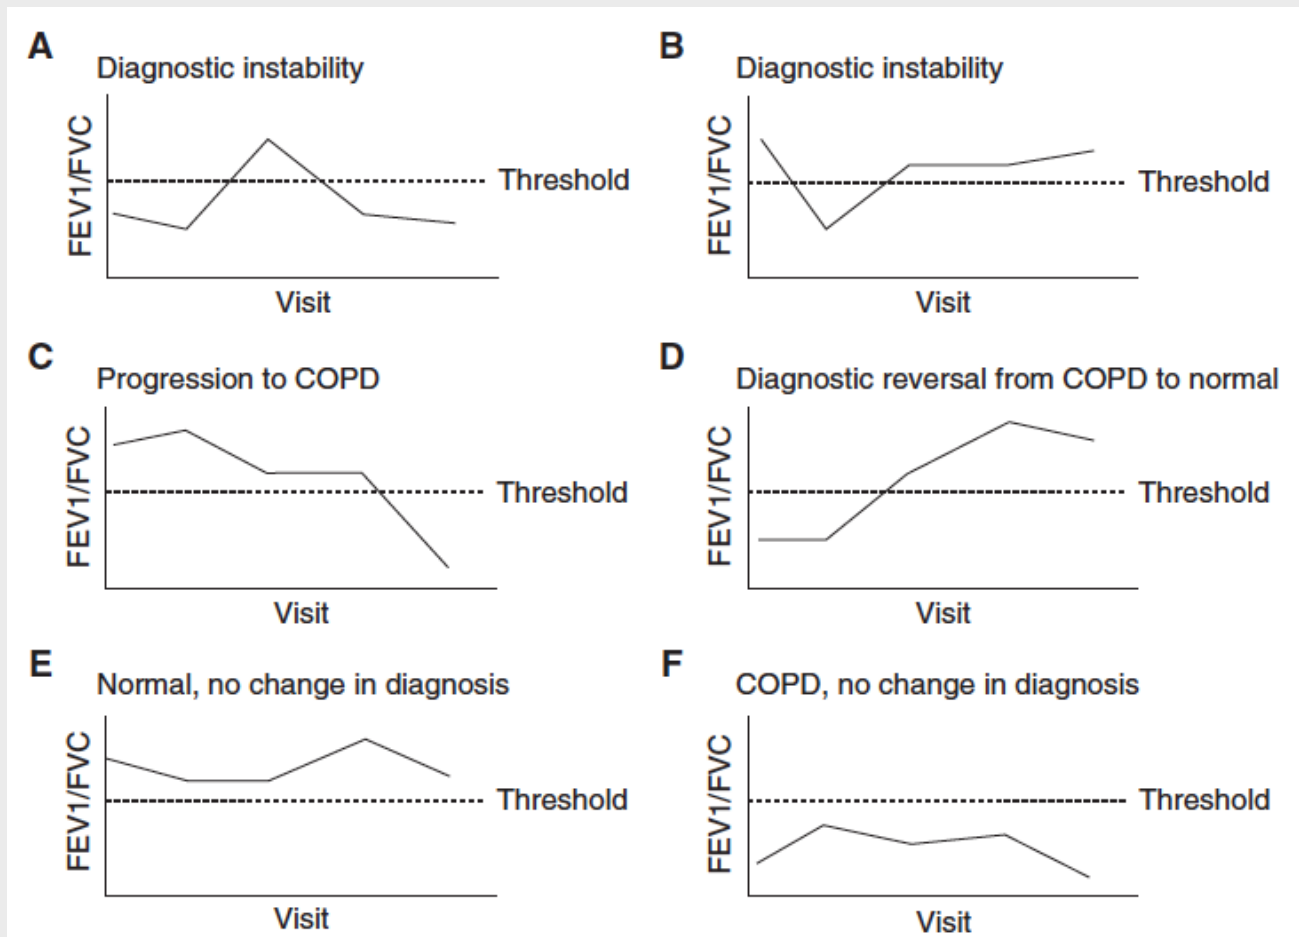 A
Diagnostic instability
FEV1/FVC
Threshold
Visit
B
Diagnostic instability
FEV1/FVC
Threshold
Visit
C
Progression to COPD
FEV1/FVC
Threshold
Visit
D
Diagnostic reversal from COPD to normal
FEV1/FVC
Threshold
Visit
E
Normal, no change in diagnosis
FEV1/FVC
Threshold
Visit
F
COPD, no change in diagnosis
FEV1/FVC
Threshold
Visit